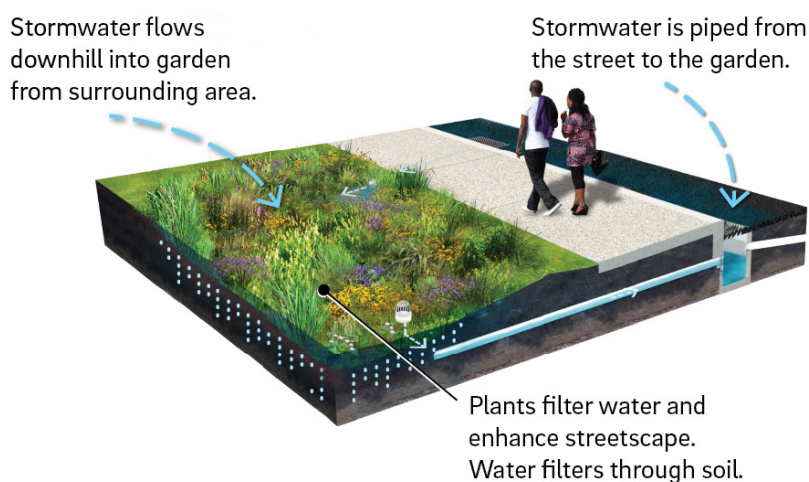 Stormwater flows
downhill into garden
from surrounding area.
Stormwater is piped from
the street to the garden.
Plants filter water and
enhance streetscape.
Water filters through soil.